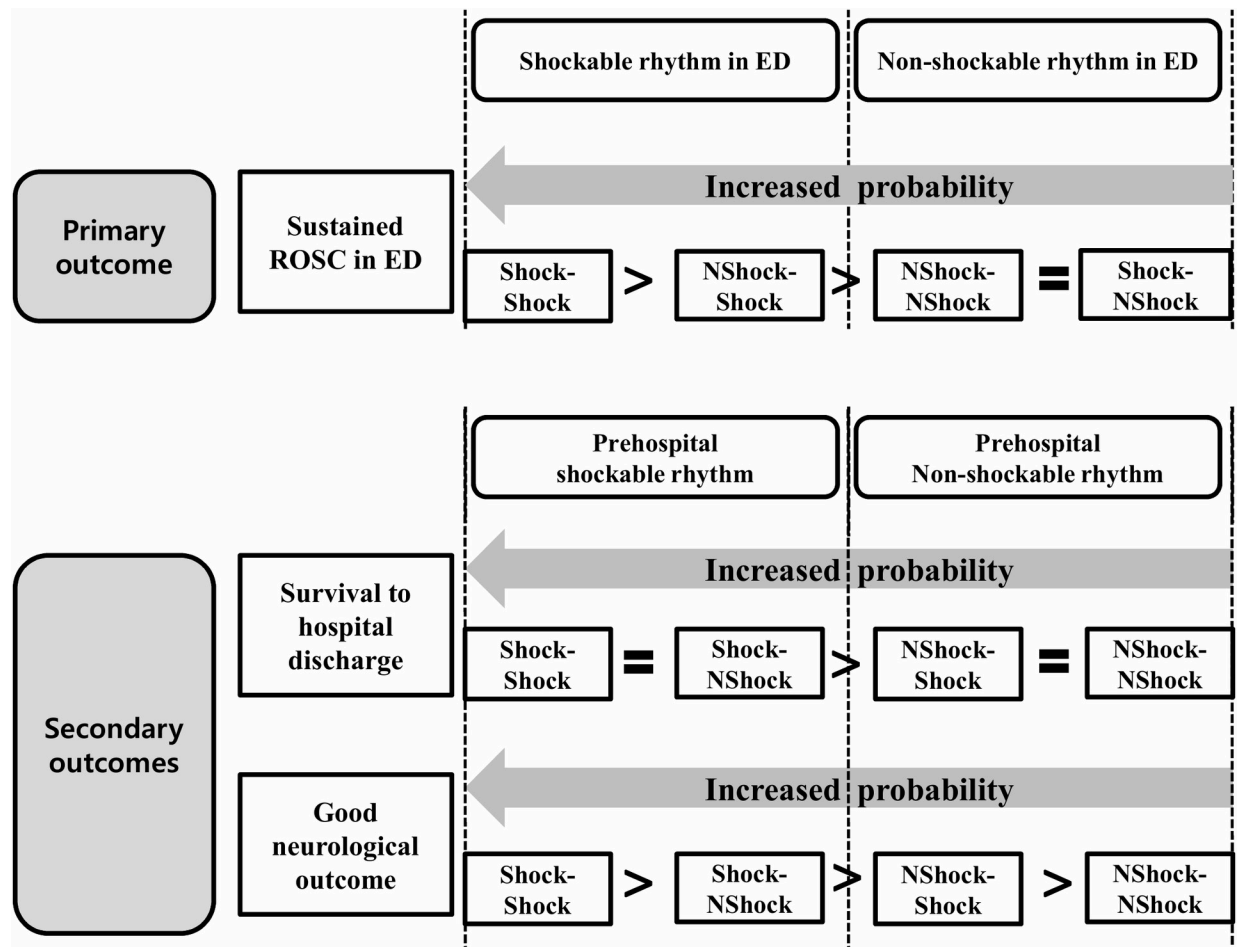 Shockable rhythm in ED
Non-shockable rhythm in ED
Increased probability
Primary
outcome
Sustained
ROSC in ED
Shock-
Shock
>
NShock-
Shock
>
NShock-
NShock
=
Shock-
NShock
Prehospital
shockable rhythm
Prehospital
Non-shockable rhythm
Secondary
outcomes
Increased probability
Survival to
hospital
discharge
Shock-
Shock
=
Shock-
NShock
>
NShock-
Shock
=
NShock-
NShock
Increased probability
Good
neurological
outcome
Shock-
Shock
>
Shock-
NShock
>
NShock-
Shock
>
NShock-
NShock